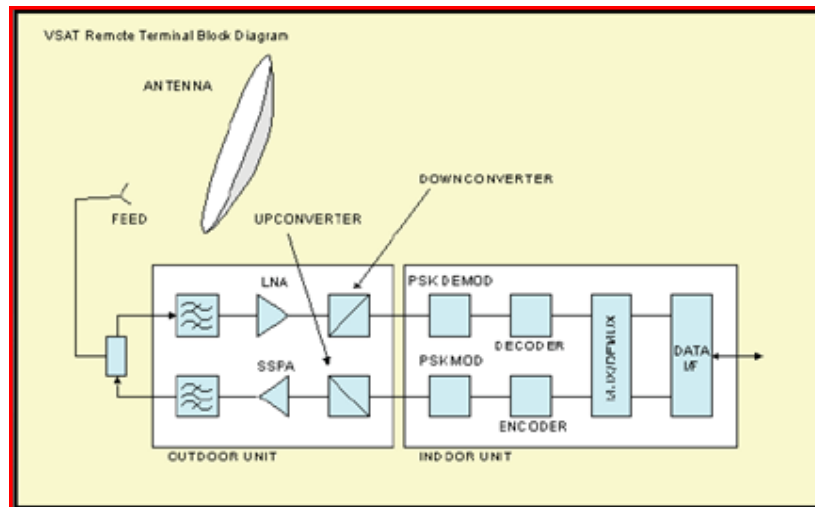 VSAT Remote Terminal Block Diagram
ANTENNA
DOWNCONVERTER
FEED
UPCONVERTER
LNA
PSK DEMOD
DECODER
SSPA
PSK MOD
MUX/DEMUX
DATA
I/F
ENCODER
OUTDOOR UNIT
INDOOR UNIT